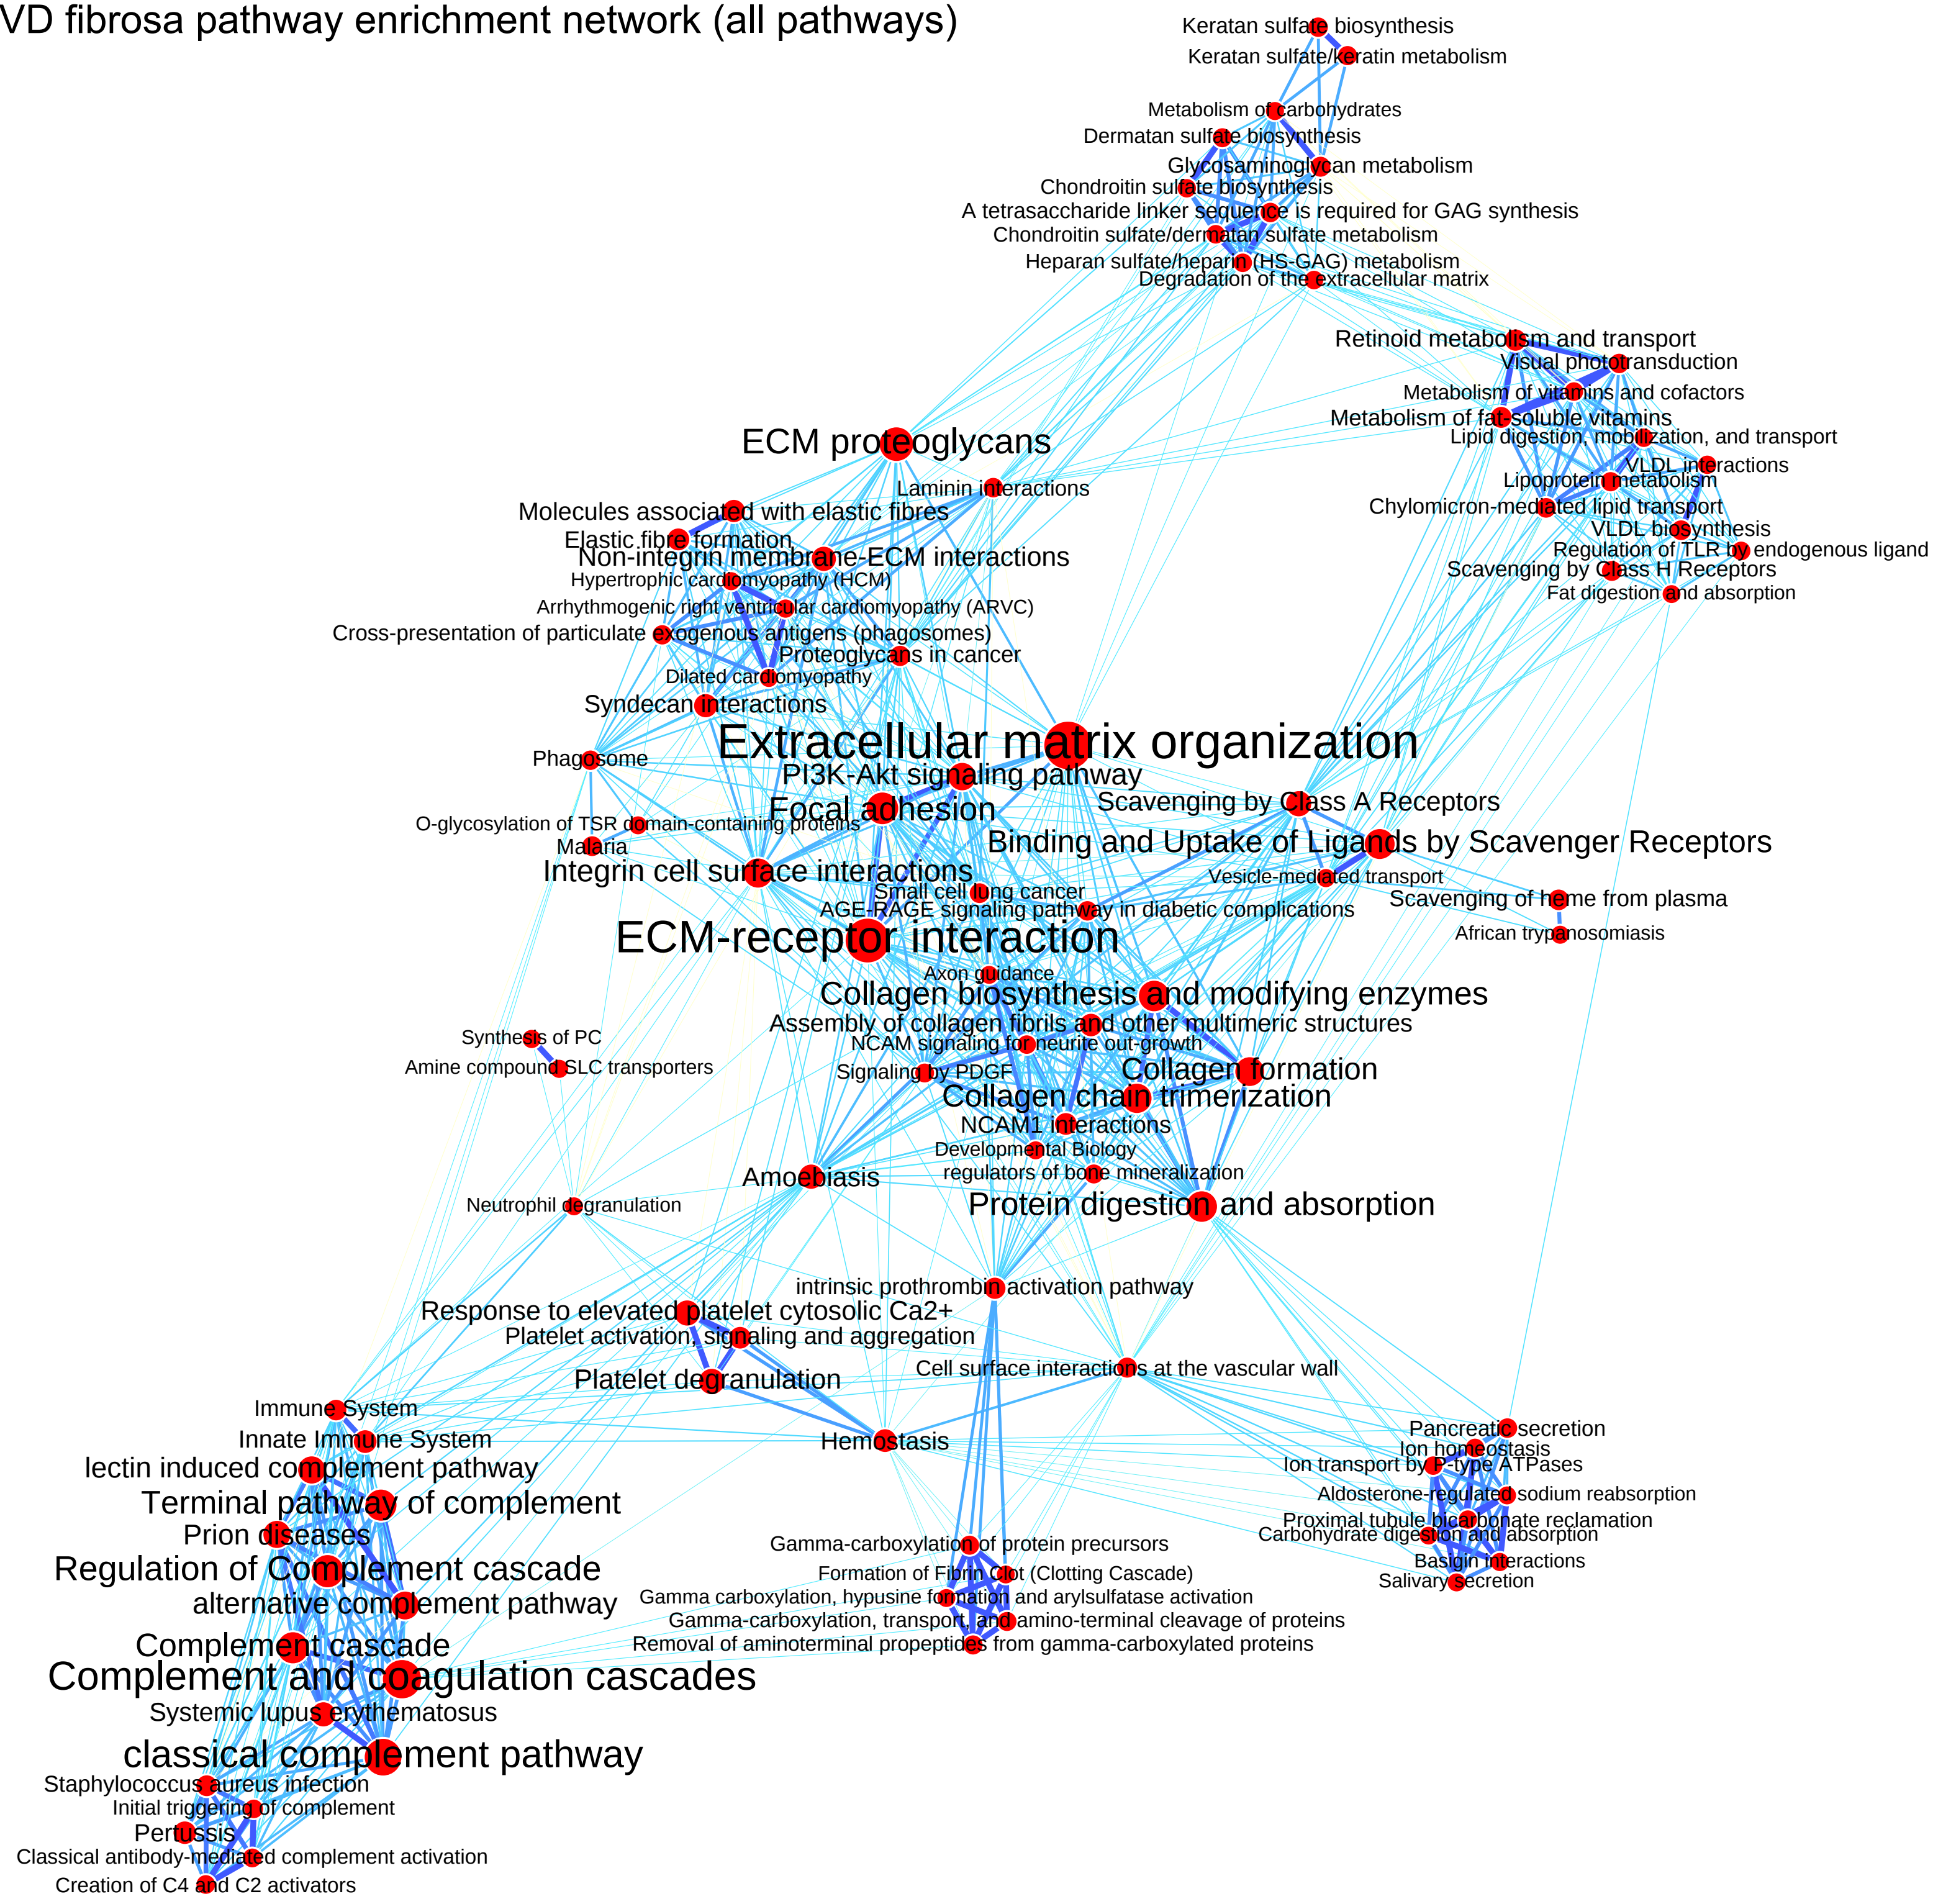 VD fibrosa pathway enrichment network (all pathways)
Keratan sulfate biosynthesis
Keratan sulfate/keratin metabolism
Metabolism of carbohydrates
Dermatan sulfate biosynthesis
Glycosaminoglycan metabolism
Chondroitin sulfate biosynthesis
A tetrasaccharide linker sequence is required for GAG synthesis
Chondroitin sulfate/dermatan sulfate metabolism
Heparan sulfate/heparin (HS-GAG) metabolism
Degradation of the extracellular matrix
Retinoid metabolism and transport
Visual phototransduction
Metabolism of vitamins and cofactors
Metabolism of fat-soluble vitamins
Lipid digestion, mobilization, and transport
VLDL interactions
Lipoprotein metabolism
Chylomicron-mediated lipid transport
VLDL biosynthesis
Regulation of TLR by endogenous ligand
Scavenging by Class H Receptors
Fat digestion and absorption
ECM proteoglycans
Laminin interactions
Molecules associated with elastic fibres
Elastic fibre formation
Non-integrin membrane-ECM interactions
Hypertrophic cardiomyopathy (HCM)
Arrhythmogenic right ventricular cardiomyopathy (ARVC)
Cross-presentation of particulate exogenous antigens (phagosomes)
Proteoglycans in cancer
Dilated cardiomyopathy
Syndecan interactions
Extracellular matrix organization
Phagosome
PI3K-Akt signaling pathway
Focal adhesion
Scavenging by Class A Receptors
O-glycosylation of TSR domain-containing proteins
Malaria
Binding and Uptake of Ligands by Scavenger Receptors
Integrin cell surface interactions
Vesicle-mediated transport
Small cell lung cancer
Scavenging of heme from plasma
AGE-RAGE signaling pathway in diabetic complications
ECM-receptor interaction
African trypanosomiasis
Axon guidance
Collagen biosynthesis and modifying enzymes
Assembly of collagen fibrils and other multimeric structures
Synthesis of PC
NCAM signaling for neurite out-growth
Amine compound SLC transporters
Signaling by PDGF
Collagen formation
Collagen chain trimerization
NCAM1 interactions
Developmental Biology
regulators of bone mineralization
Amoebiasis
Neutrophil degranulation
Protein digestion and absorption
intrinsic prothrombin activation pathway
Response to elevated platelet cytosolic Ca2+
Platelet activation, signaling and aggregation
Cell surface interactions at the vascular wall
Platelet degranulation
Immune System
Innate Immune System
Hemostasis
Pancreatic secretion
Ion homeostasis
Ion transport by P-type ATPases
lectin induced complement pathway
Aldosterone-regulated sodium reabsorption
Terminal pathway of complement
Proximal tubule bicarbonate reclamation
Carbohydrate digestion and absorption
Prion diseases
Gamma-carboxylation of protein precursors
Basigin interactions
Regulation of Complement cascade
Formation of Fibrin Clot (Clotting Cascade)
Salivary secretion
alternative complement pathway
Gamma carboxylation, hypusine formation and arylsulfatase activation
Gamma-carboxylation, transport, and amino-terminal cleavage of proteins
Complement cascade
Removal of aminoterminal propeptides from gamma-carboxylated proteins
Complement and coagulation cascades
Systemic lupus erythematosus
classical complement pathway
Staphylococcus aureus infection
Initial triggering of complement
Pertussis
Classical antibody-mediated complement activation
Creation of C4 and C2 activators